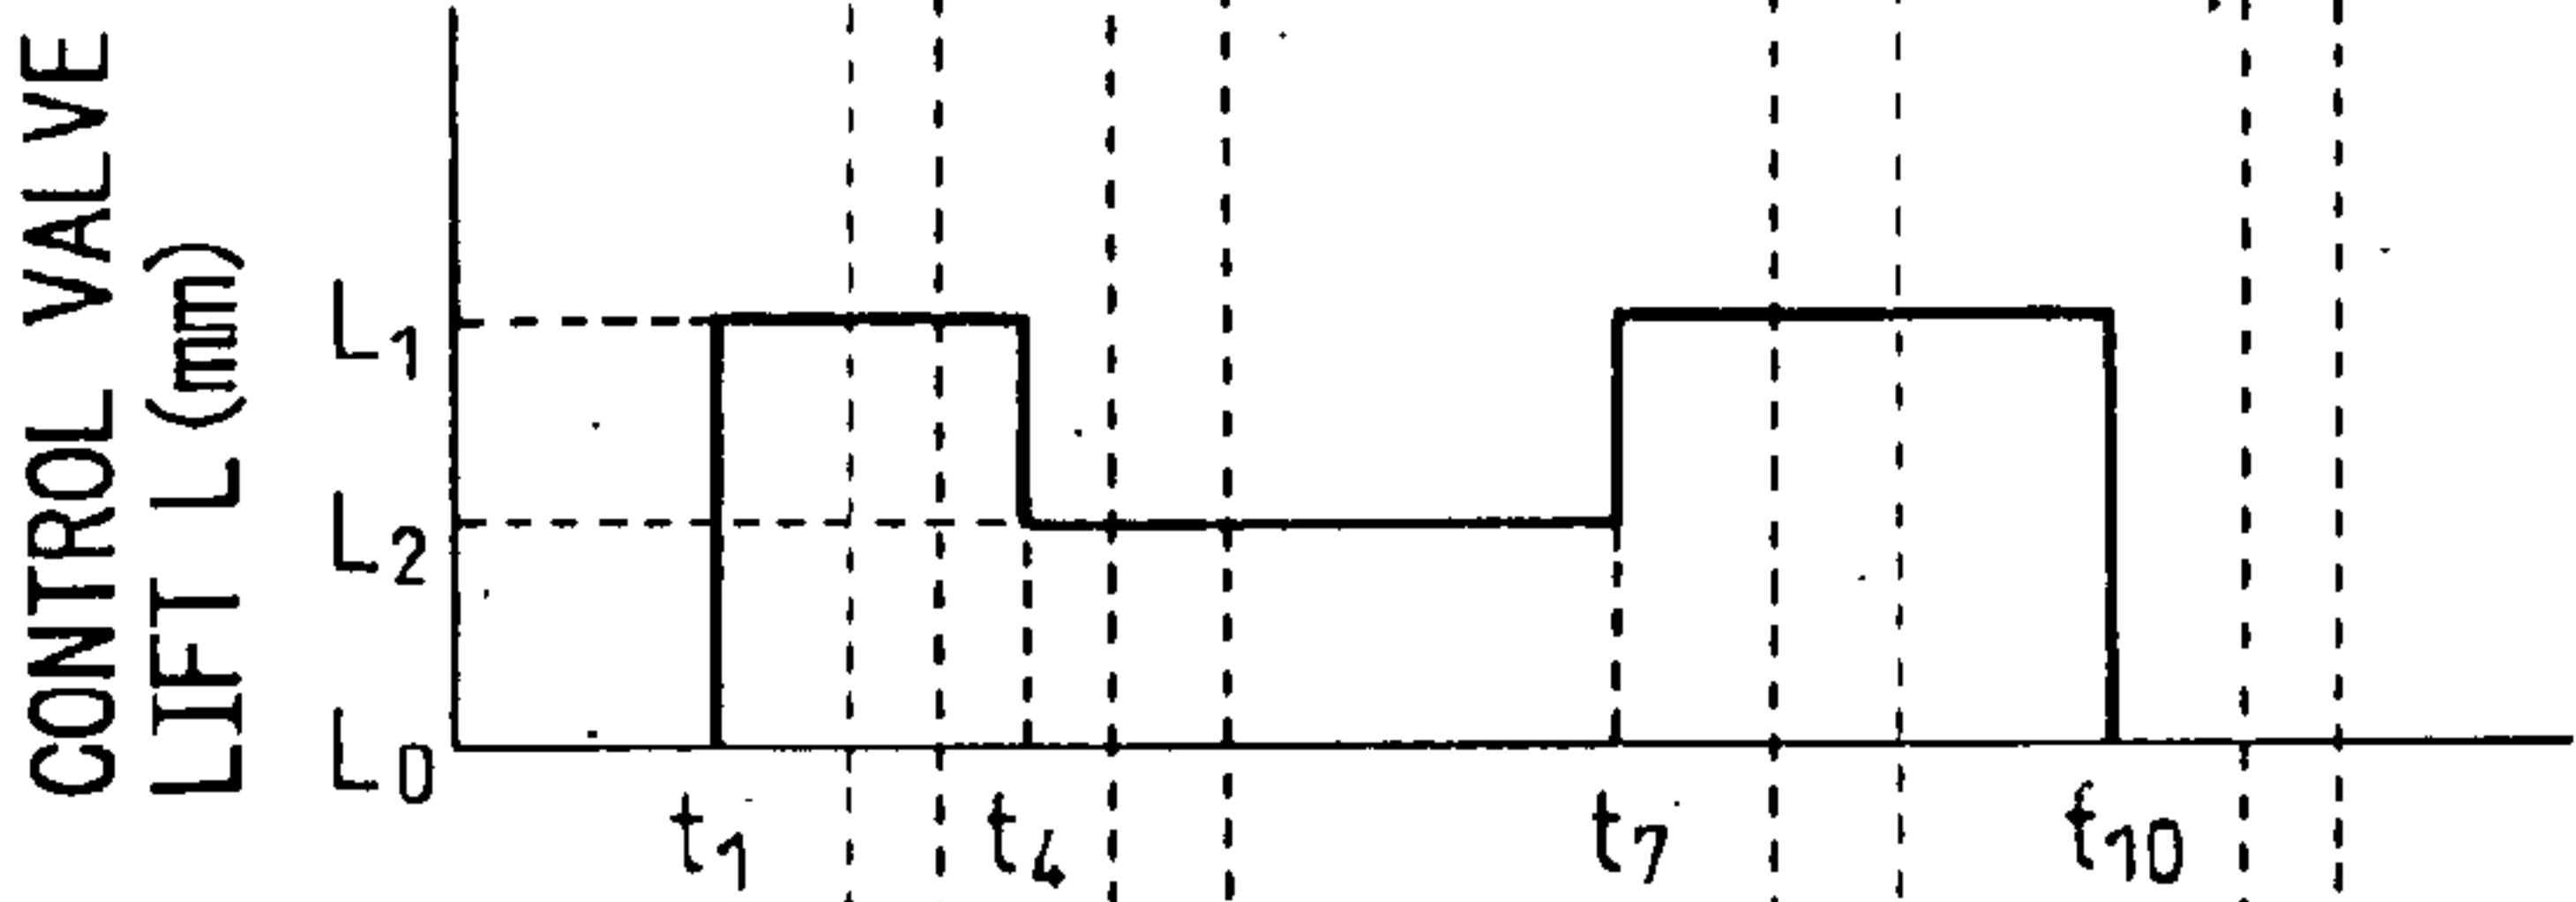 CONTROL VALVE
LIFT L (mm)
L1
L2
L0
t1 t4 t7 t10